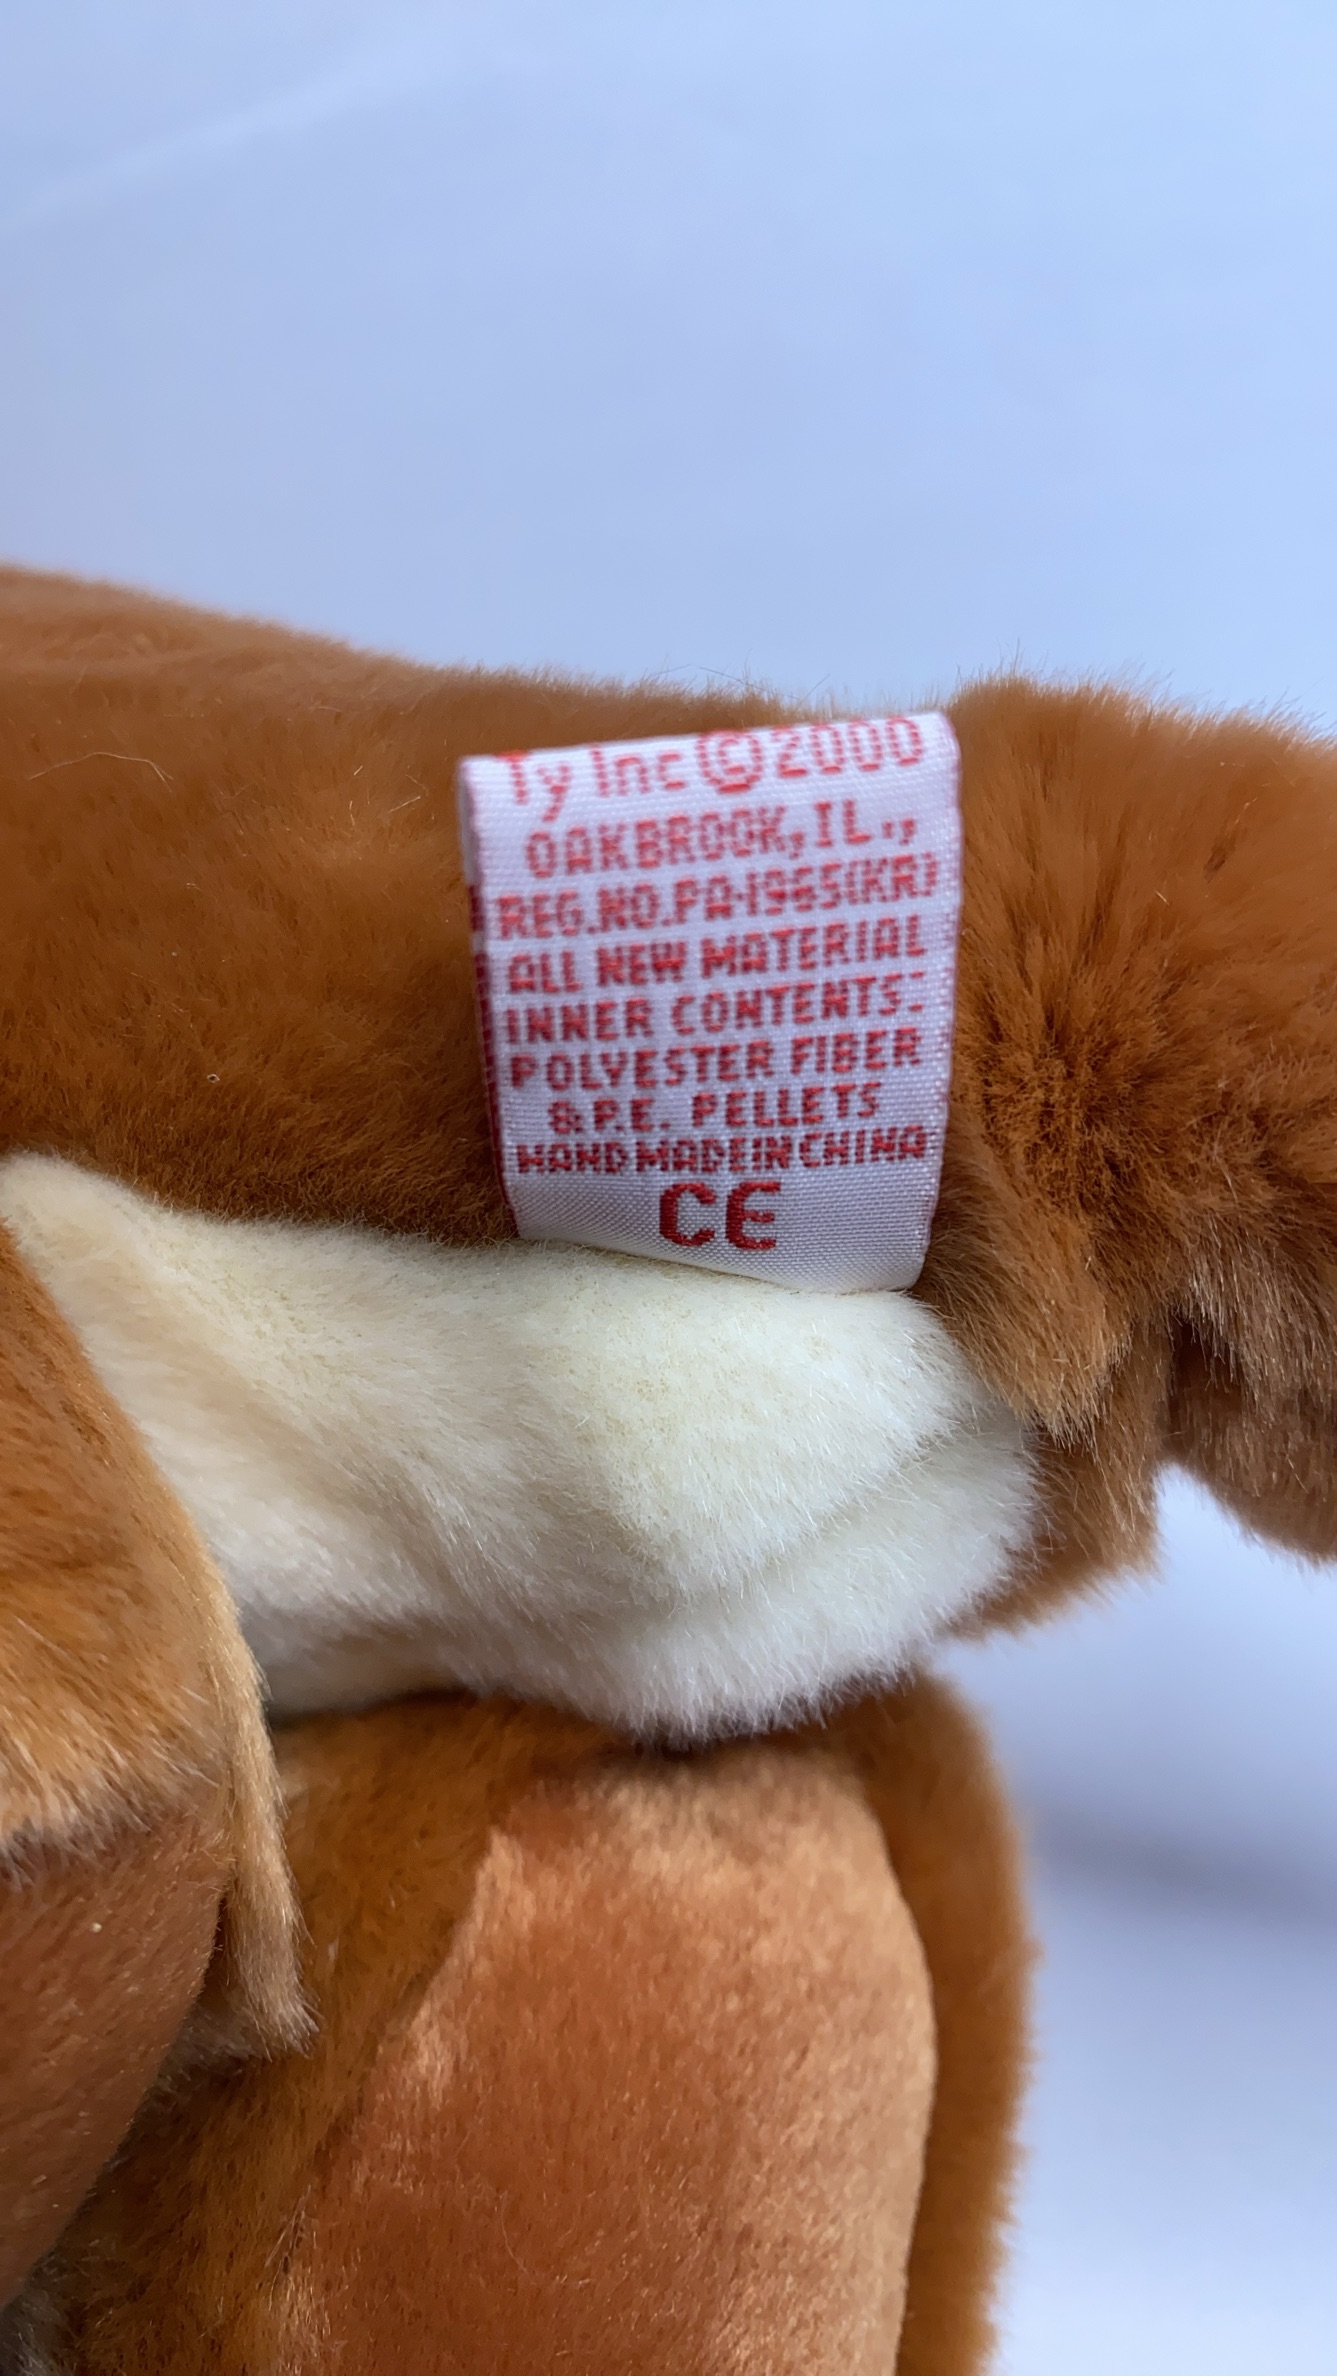 Ty Inc © 2000
OAKBROOK, IL.,
REG.NO.PA-1965(KR)
ALL NEW MATERIAL
INNER CONTENTS:
POLYESTER FIBER
& P.E. PELLETS
HAND MADE IN CHINA
CE